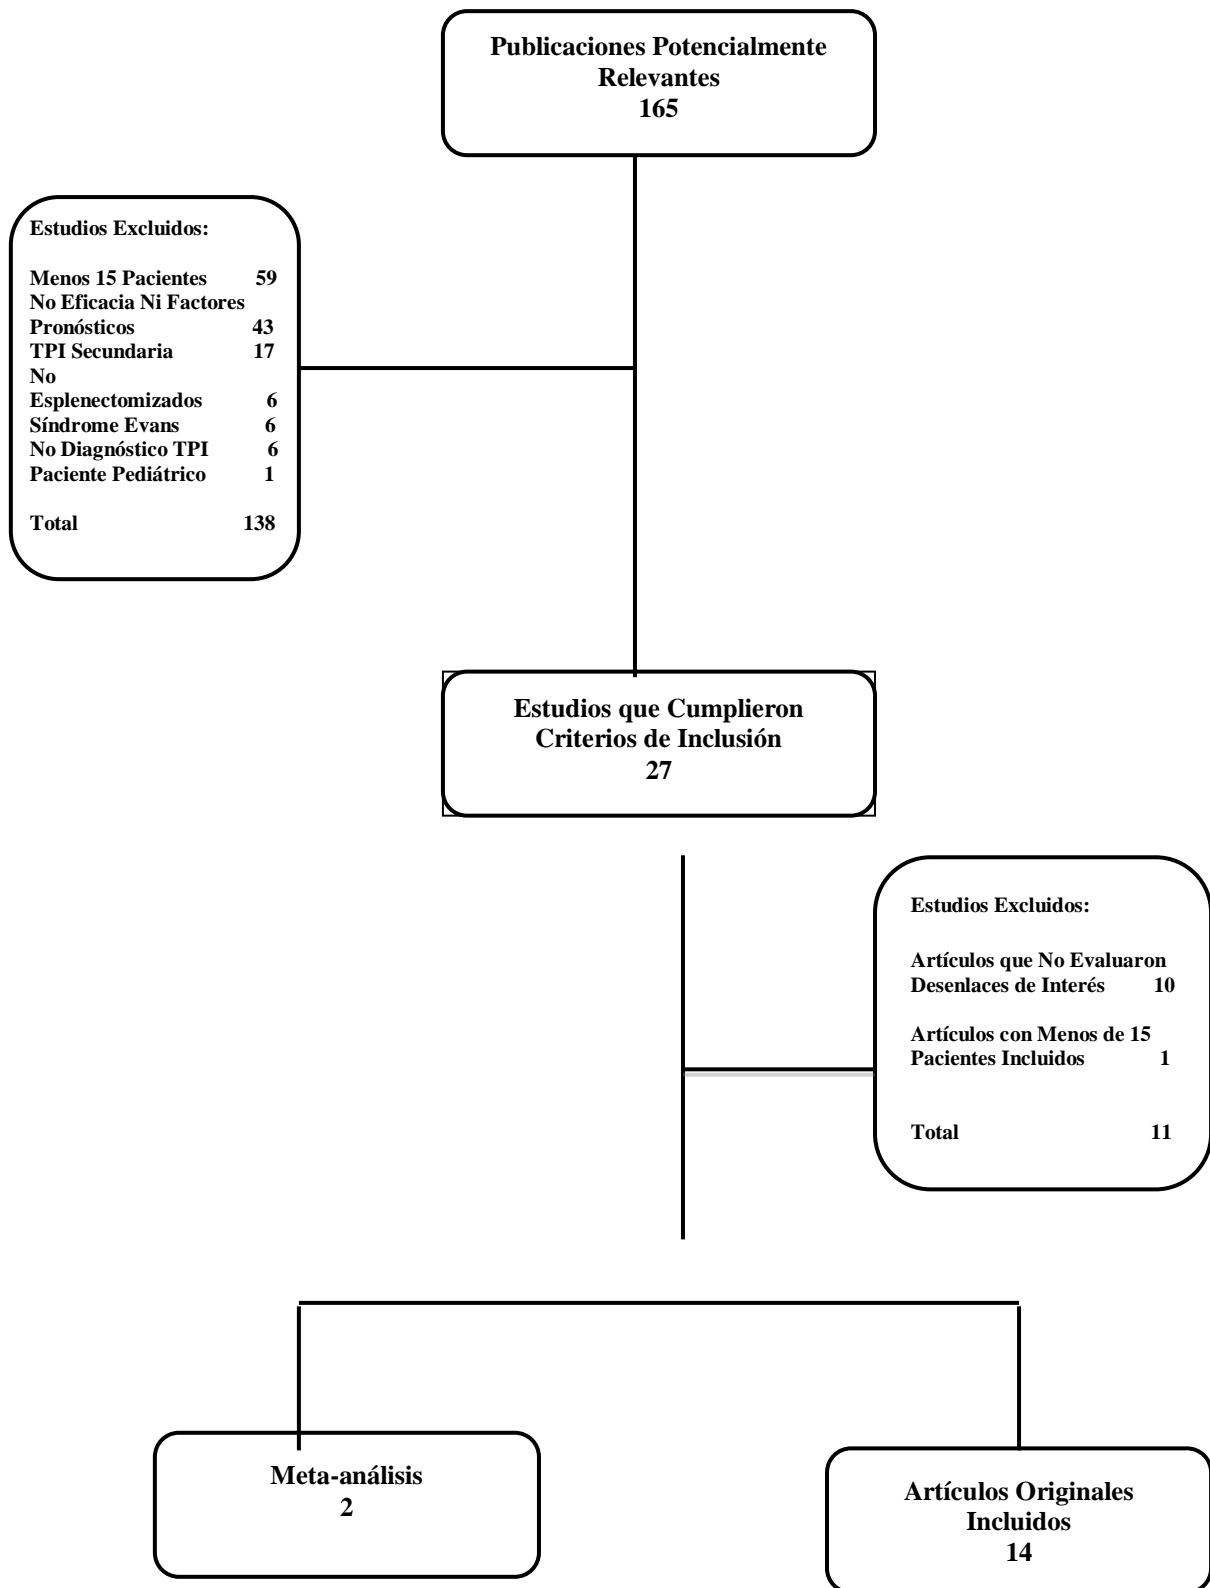 Publicaciones Potencialmente
Relevantes
165
Estudios Excluidos:
Menos 15 Pacientes 59
No Eficacia Ni Factores
Pronósticos 43
TPI Secundaria 17
No
Esplenectomizados 6
Síndrome Evans 6
No Diagnóstico TPI 6
Paciente Pediátrico 1
Total 138
Estudios que Cumplieron
Criterios de Inclusión
27
Estudios Excluidos:
Artículos que No Evaluaron
Desenlaces de Interés 10
Artículos con Menos de 15
Pacientes Incluidos 1
Total 11
Meta-análisis
2
Artículos Originales
Incluidos
14